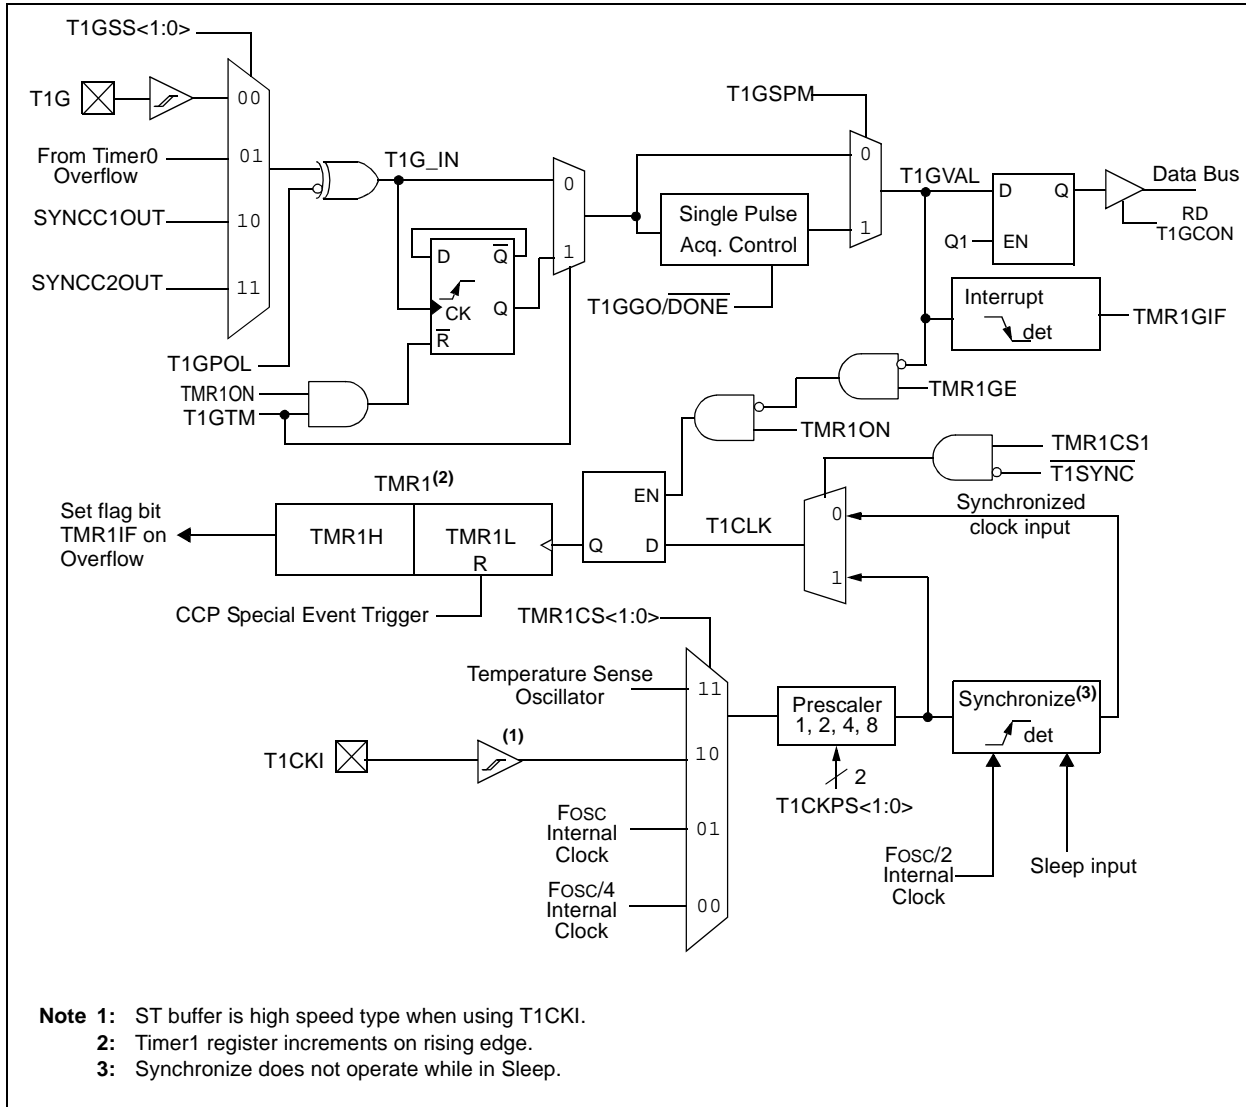 T1GSS<1:0>
T1G
00
From Timer0
Overflow
01
SYNCC1OUT
10
SYNCC2OUT
11
T1GPOL
T1G_IN
0
1
D
Q
CK
Q
R
TMR1ON
T1GTM
T1GSPM
0
1
Single Pulse
Acq. Control
T1GGO/DONE
T1GVAL
D
Q
Q1
EN
Data Bus
RD
T1GCON
Interrupt
det
TMR1GIF
TMR1GE
TMR1ON
TMR1CS1
T1SYNC
TMR1(2)
Set flag bit
TMR1IF on
Overflow
TMR1H
TMR1L
R
EN
Q
D
T1CLK
0
1
Synchronized
clock input
CCP Special Event Trigger
TMR1CS<1:0>
Temperature Sense
Oscillator
11
T1CKI
(1)
10
FOSC
Internal
Clock
01
FOSC/4
Internal
Clock
00
Prescaler
1, 2, 4, 8
2
T1CKPS<1:0>
Synchronize(3)
det
FOSC/2
Internal
Clock
Sleep input
Note 1: ST buffer is high speed type when using T1CKI.
2: Timer1 register increments on rising edge.
3: Synchronize does not operate while in Sleep.